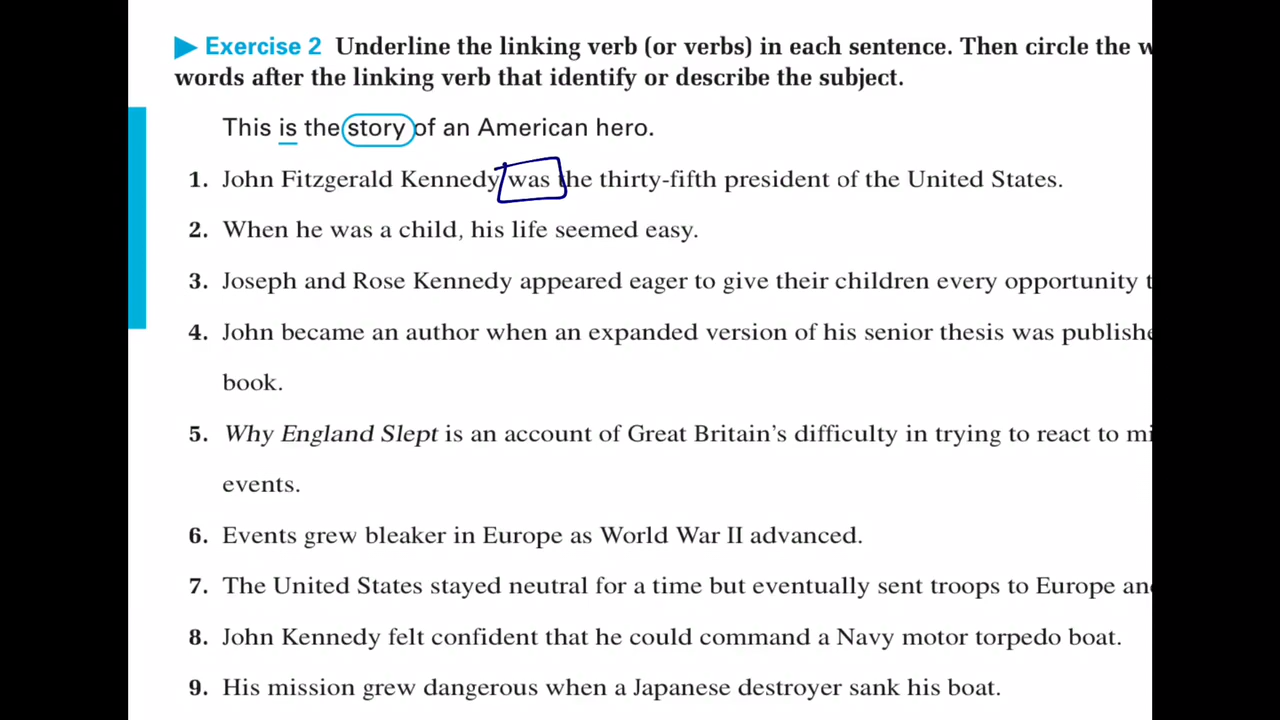 Exercise 2 Underline the linking verb (or verbs) in each sentence. Then circle the
words after the linking verb that identify or describe the subject.
This is the story of an American hero.
1. John Fitzgerald Kennedy was the thirty-fifth president of the United States.
2. When he was a child, his life seemed easy.
3. Joseph and Rose Kennedy appeared eager to give their children every opportunity
4. John became an author when an expanded version of his senior thesis was
book.
5. Why England Slept is an account of Great Britain's difficulty in trying to react to
events.
6. Events grew bleaker in Europe as World War II advanced.
7. The United States stayed neutral for a time but eventually sent troops to Europe
8. John Kennedy felt confident that he could command a Navy motor torpedo boat.
9. His mission grew dangerous when a Japanese destroyer sank his boat.